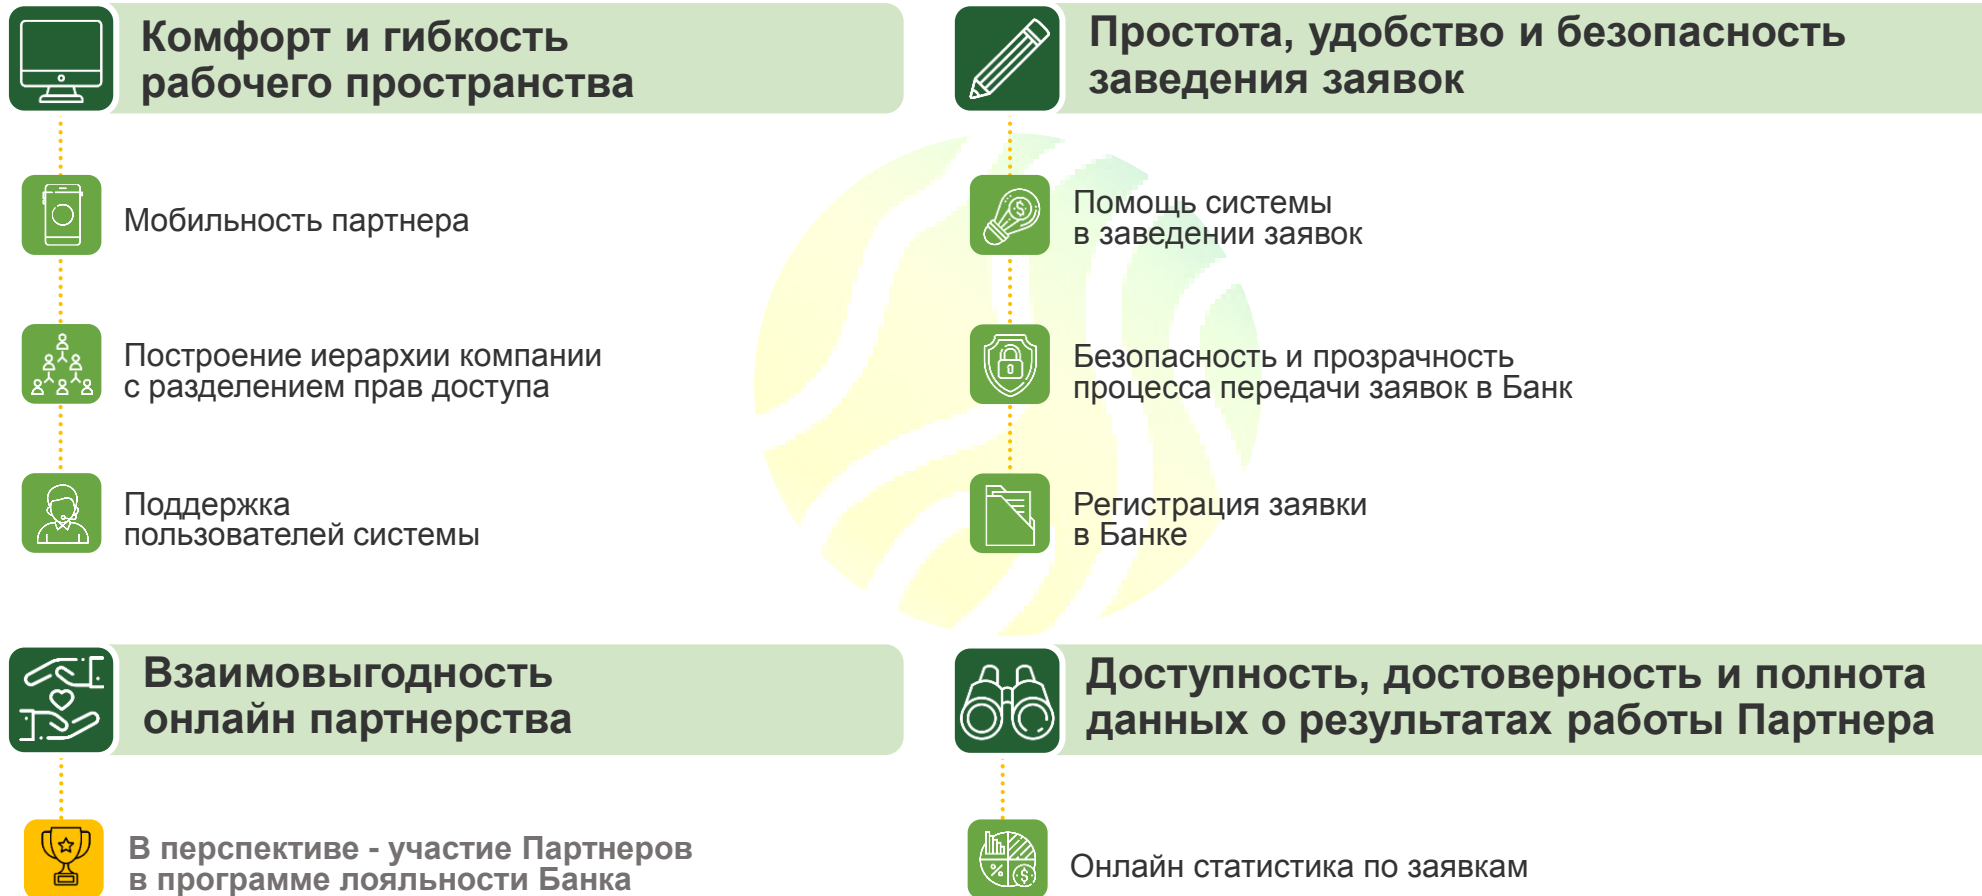 Комфорт и гибкость
рабочего пространства
Мобильность партнера
Построение иерархии компании
с разделением прав доступа
Поддержка
пользователей системы
Простота, удобство и безопасность
заведения заявок
Помощь системы
в заведении заявок
Безопасность и прозрачность
процесса передачи заявок в Банк
Регистрация заявки
в Банке
Взаимовыгодность
онлайн партнерства
В перспективе - участие Партнеров
в программе лояльности Банка
Доступность, достоверность и полнота
данных о результатах работы Партнера
Онлайн статистика по заявкам